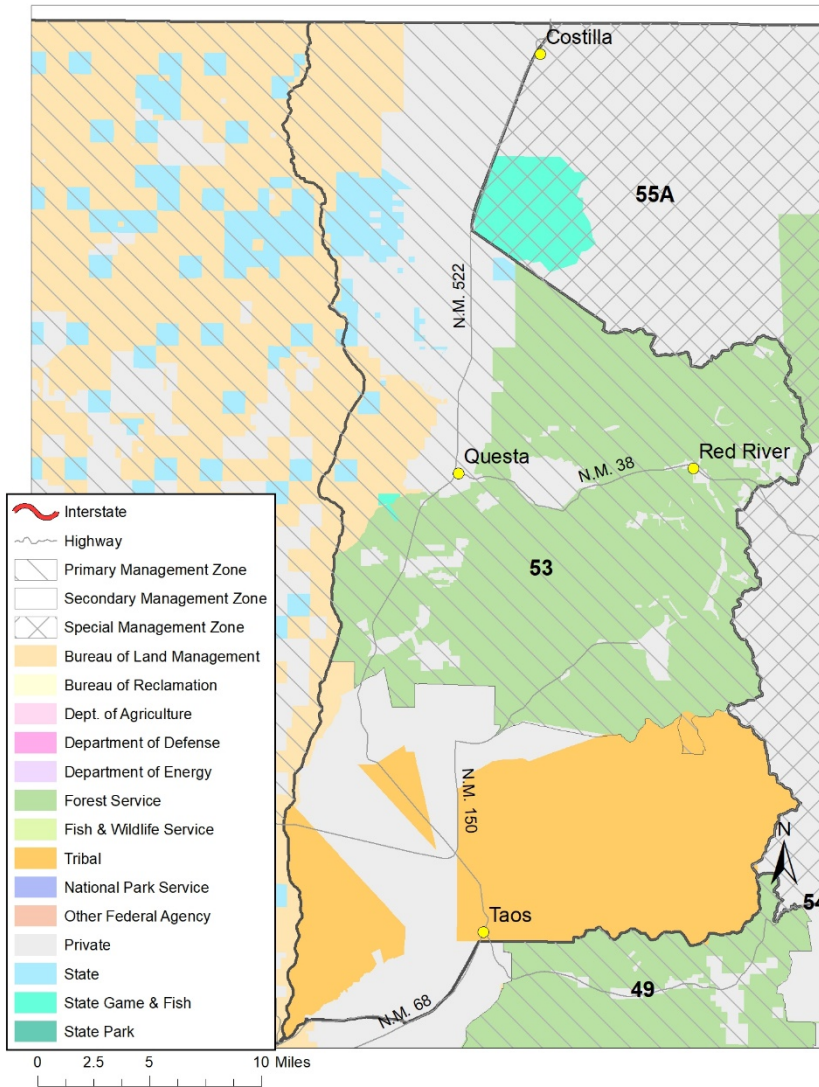 Costilla
55A
N.M. 522
Questa
Red River
N.M. 38
53
N.M. 150
N
Taos
54
49
N.M. 68
Interstate
Highway
Primary Management Zone
Secondary Management Zone
Special Management Zone
Bureau of Land Management
Bureau of Reclamation
Dept. of Agriculture
Department of Defense
Department of Energy
Forest Service
Fish & Wildlife Service
Tribal
National Park Service
Other Federal Agency
Private
State
State Game & Fish
State Park
0 2.5 5 10 Miles